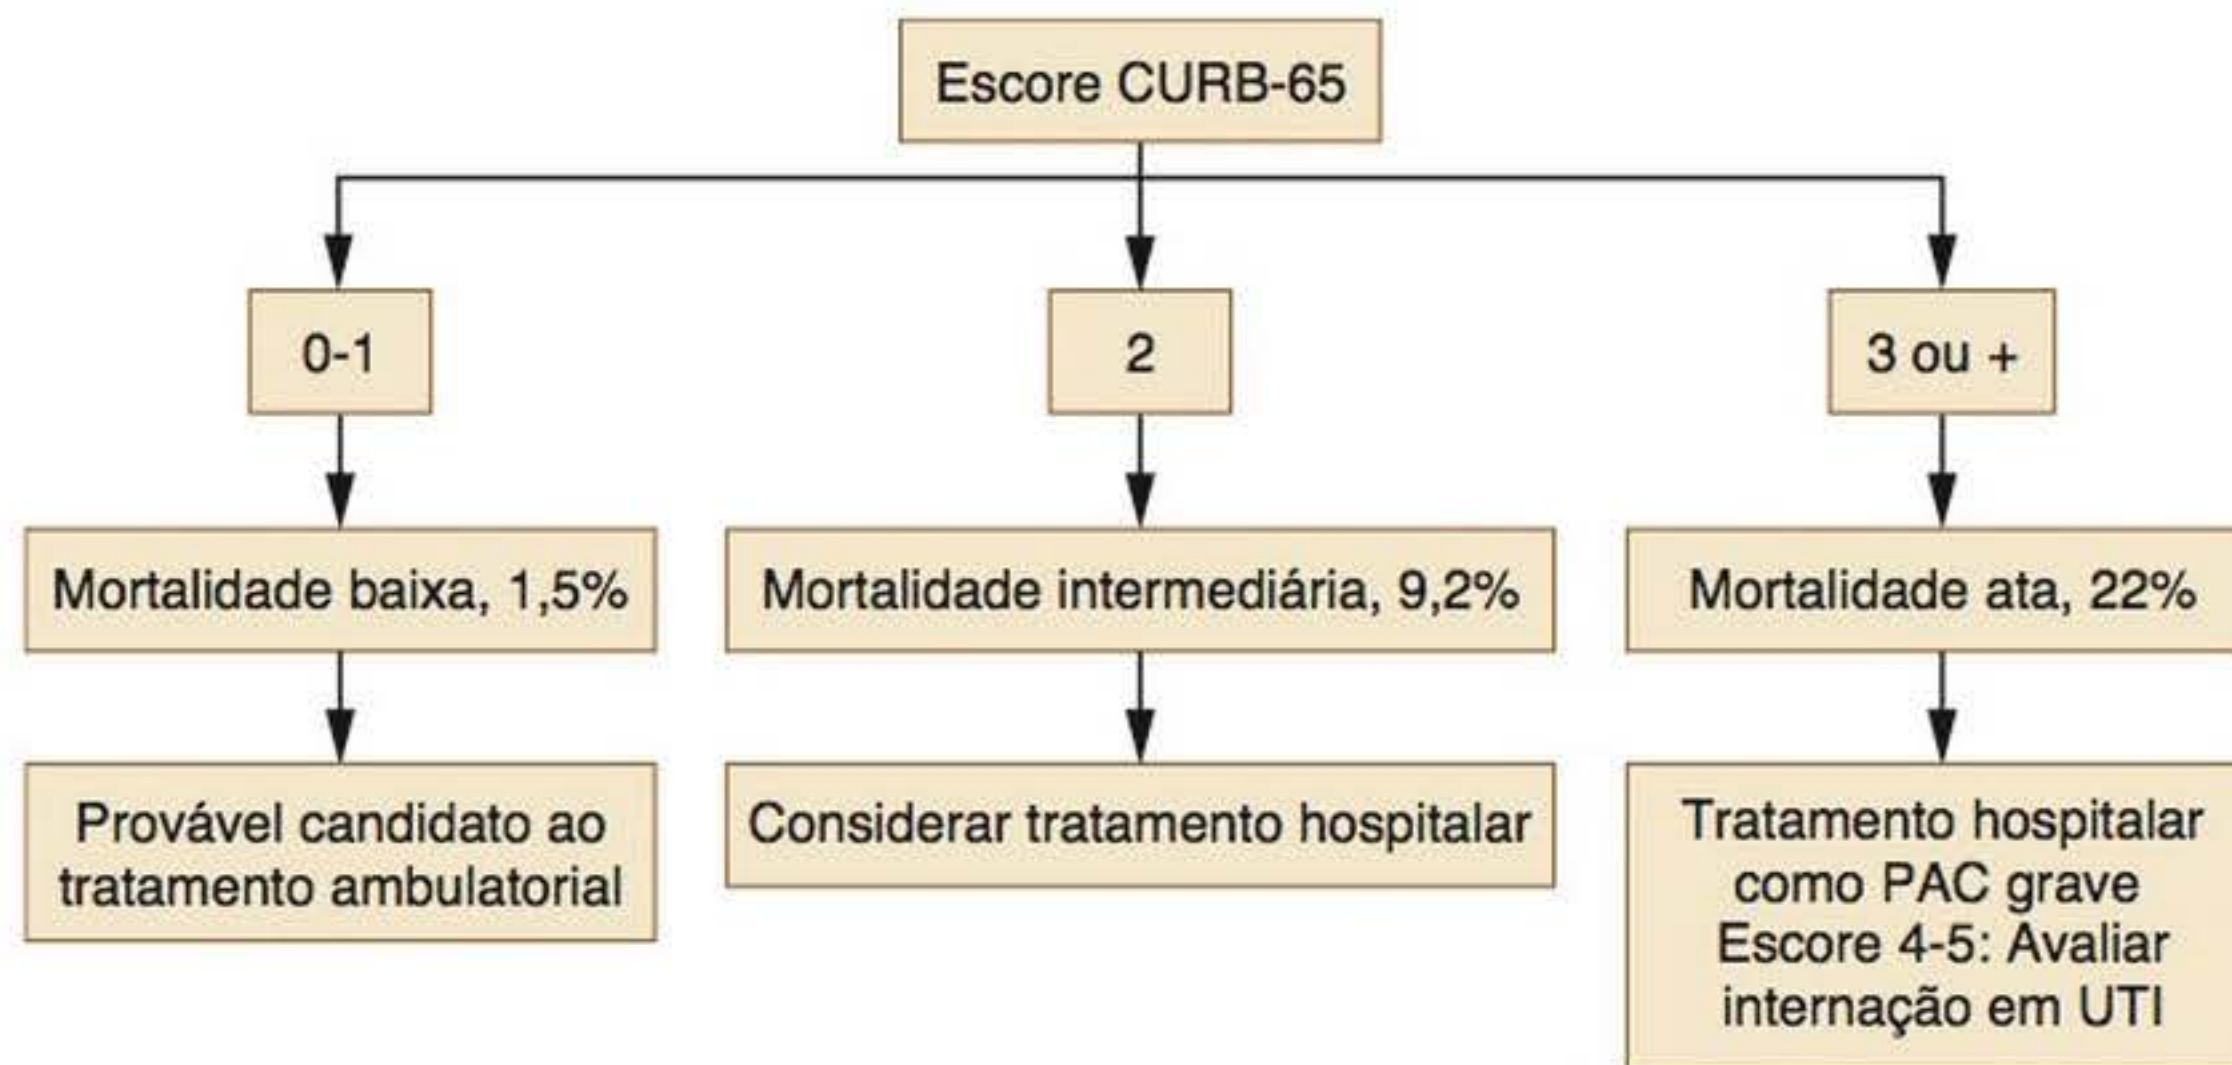 Escore CURB-65
0-1
2
3 ou +
Mortalidade baixa, 1,5%
Mortalidade intermediária, 9,2%
Mortalidade ata, 22%
Provável candidato ao
tratamento ambulatorial
Considerar tratamento hospitalar
Tratamento hospitalar
como PAC grave
Escore 4-5: Avaliar
internação em UTI